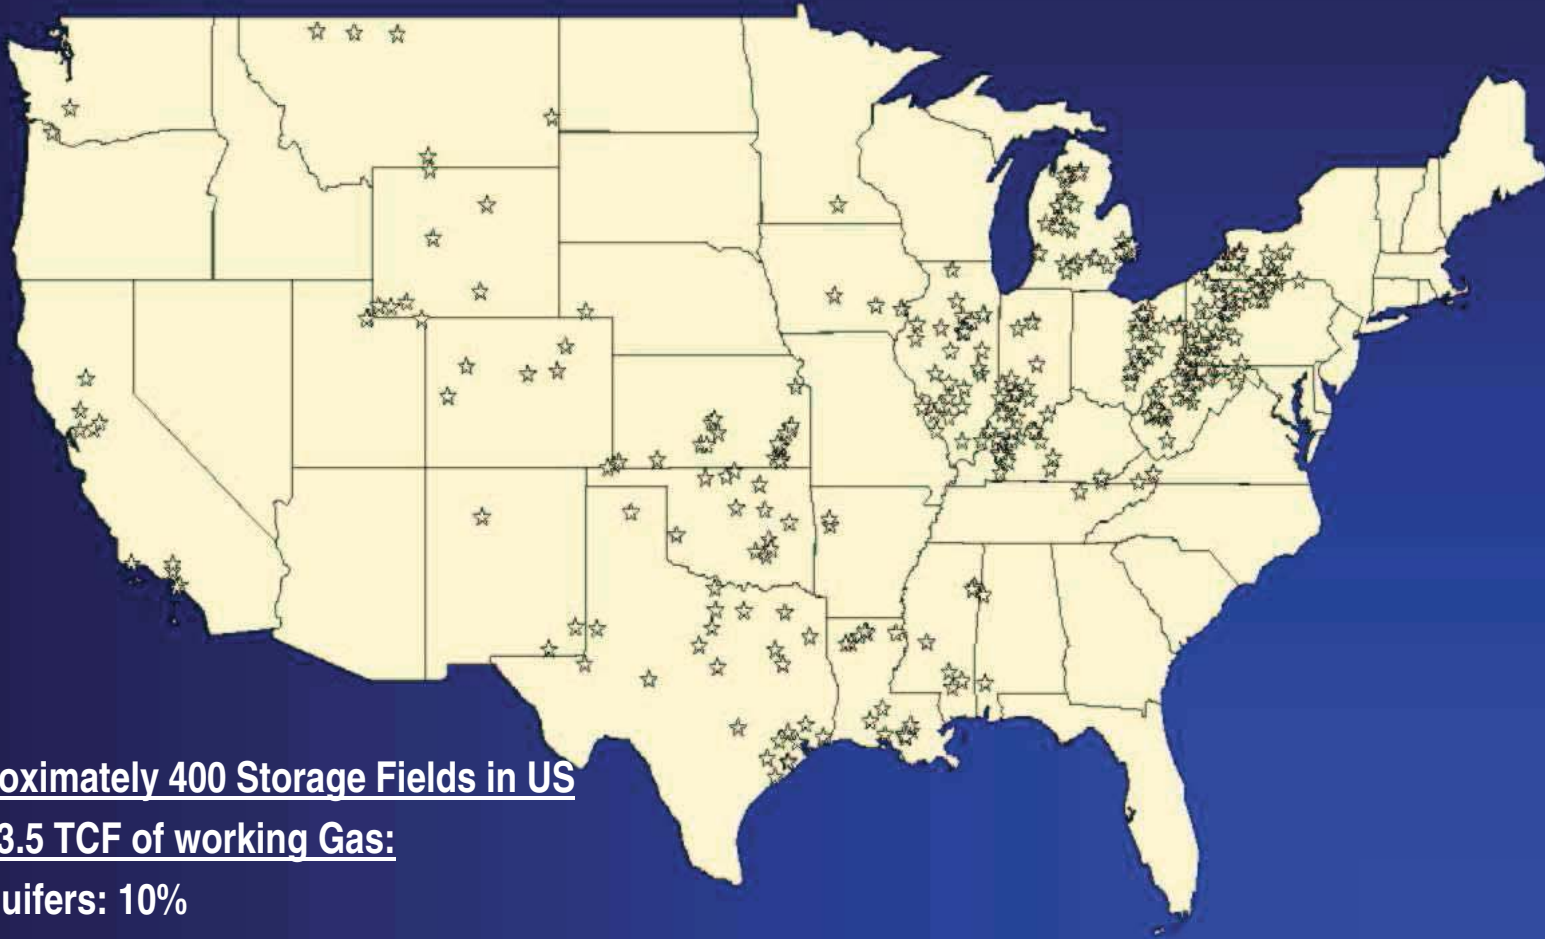 oximately 400 Storage Fields in US
3.5 TCF of working Gas:
uifers: 10%